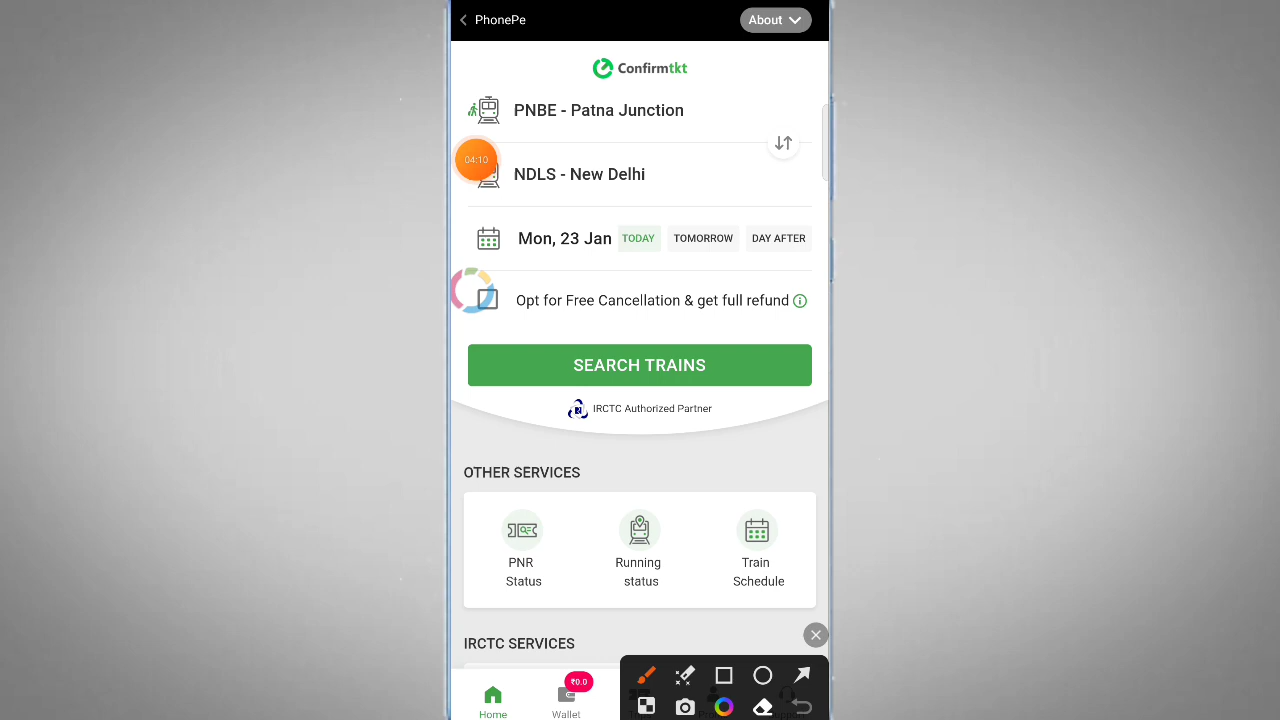 PhonePe
About
Confirmtkt
PNBE - Patna Junction
04:10
NDLS - New Delhi
Mon, 23 Jan TODAY TOMORROW DAY AFTER
Opt for Free Cancellation & get full refund
SEARCH TRAINS
IRCTC Authorized Partner
OTHER SERVICES
PNR Status
Running status
Train Schedule
IRCTC SERVICES
₹0.0
Home
Wallet